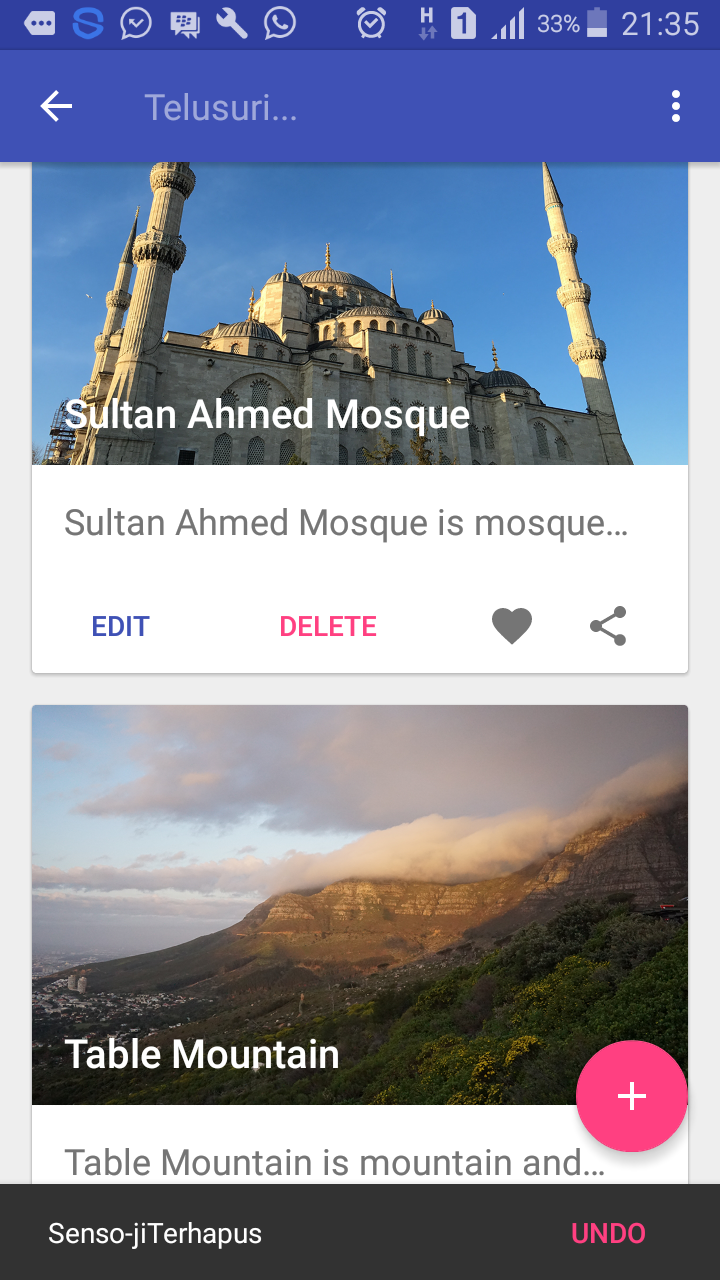 H 1 33% 21:35
Telusuri...
Sultan Ahmed Mosque
Sultan Ahmed Mosque is mosque...
EDIT DELETE
Table Mountain
Table Mountain is mountain and...
Senso-jiTerhapus UNDO